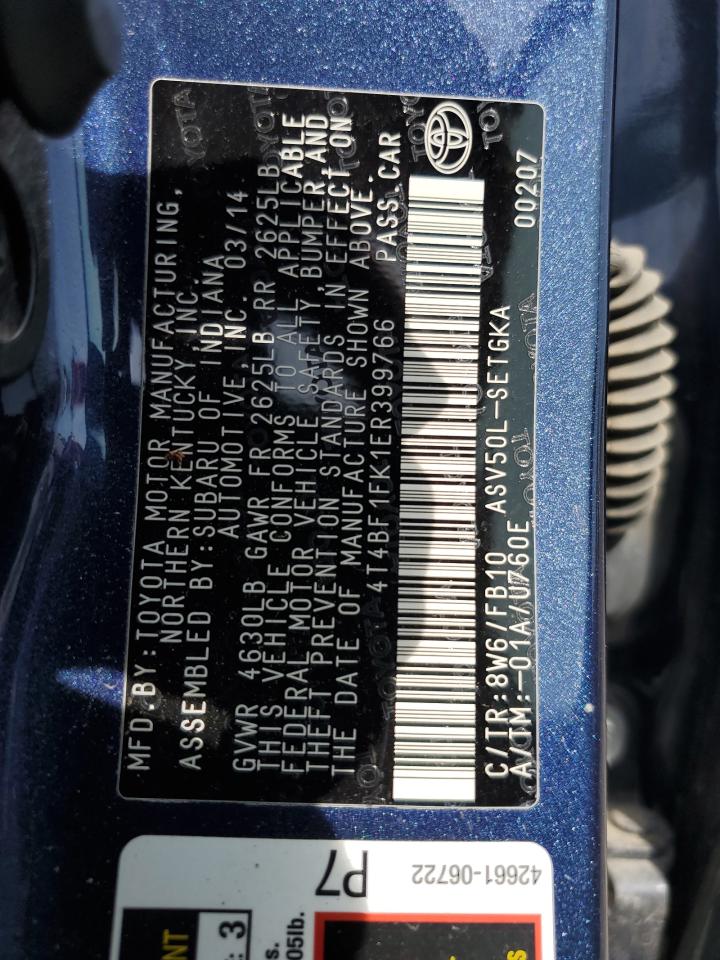 MFD.BY:TOYOTA MOTOR MANUFACTURING,
NORTHERN KENTUCKY INC.
ASSEMBLED BY:SUBARU OF INDIANA
AUTOMOTIVE,INC. 03/14
GVWR 4630LB GAWR FR 2625LB RR 2625LB
THIS VEHICLE CONFORMS TO ALL APPLICABLE
FEDERAL MOTOR VEHICLE SAFETY,BUMPER,AND
THEFT PREVENTION STANDARDS IN EFFECT ON
THE DATE OF MANUFACTURE SHOWN ABOVE.
4T4BF1FK1ER399766 PASS.CAR
C/TR:8W6/FB10 ASV50L-SETGKA
A/TM:-01A/U760E 00207
P7
42661-06722
3
05lb.